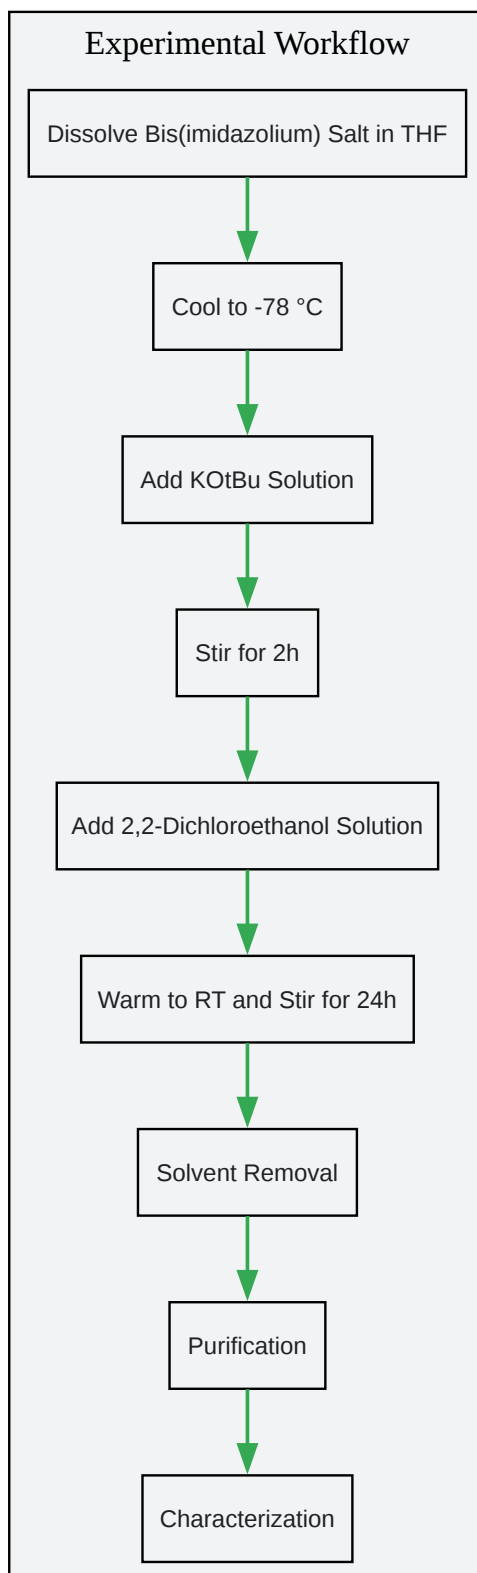 Experimental Workflow
Dissolve Bis(imidazolium) Salt in THF
Cool to -78 °C
Add KOtBu Solution
Stir for 2h
Add 2,2-Dichloroethanol Solution
Warm to RT and Stir for 24h
Solvent Removal
Purification
Characterization